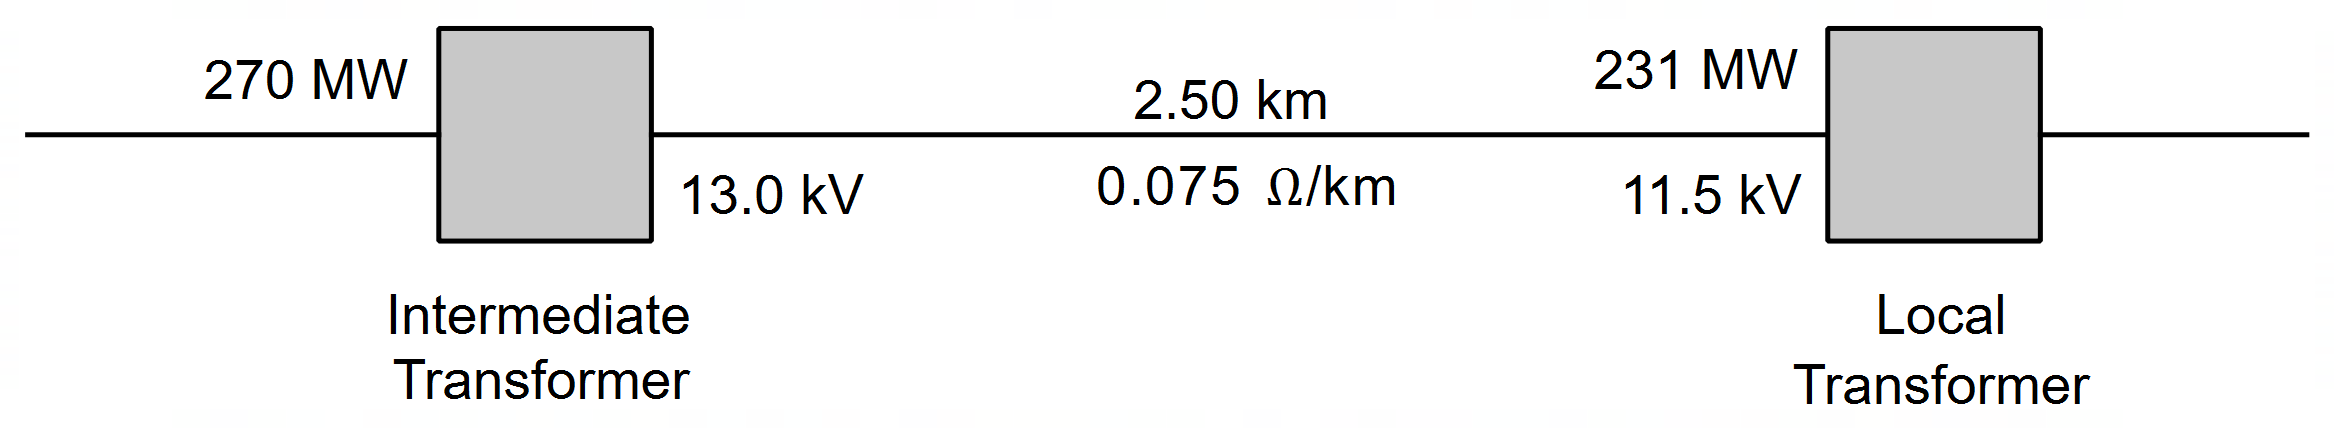 270 MW
13.0 kV
2.50 km
0.075 Ω/km
231 MW
11.5 kV
Intermediate
Transformer
Local
Transformer